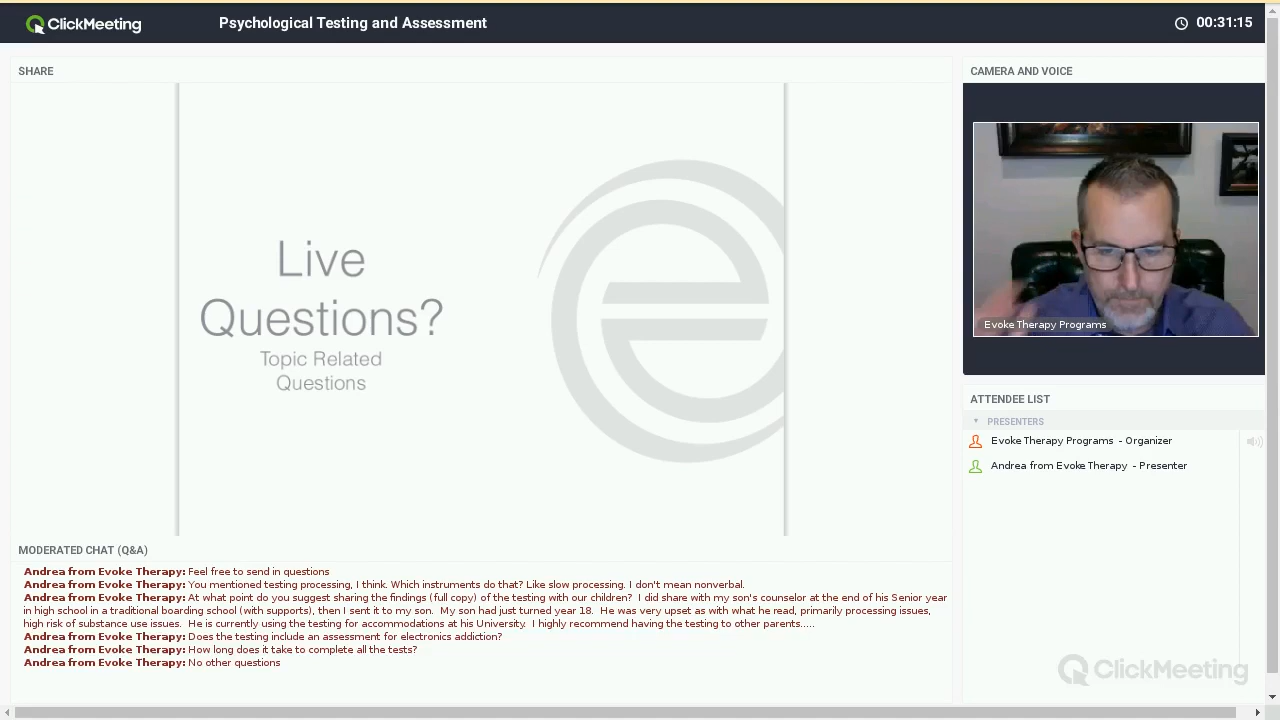 ClickMeeting
Psychological Testing and Assessment
00:31:15
SHARE
Live
Questions?
Topic Related
Questions
CAMERA AND VOICE
Evoke Therapy Programs
ATTENDEE LIST
PRESENTERS
Evoke Therapy Programs - Organizer
Andrea from Evoke Therapy - Presenter
MODERATED CHAT (Q&A)
Andrea from Evoke Therapy: Feel free to send in questions
Andrea from Evoke Therapy: You mentioned testing processing, I think. Which instruments do that? Like slow processing. I don't mean nonverbal.
Andrea from Evoke Therapy: At what point do you suggest sharing the findings (full copy) of the testing with our children? I did share with my son's counselor at the end of his Senior year
in high school in a traditional boarding school (with supports), then I sent it to my son. My son had just turned year 18. He was very upset as with what he read, primarily processing issues,
high risk of substance use issues. He is currently using the testing for accommodations at his University. I highly recommend having the testing to other parents.....
Andrea from Evoke Therapy: Does the testing include an assessment for electronics addiction?
Andrea from Evoke Therapy: How long does it take to complete all the tests?
Andrea from Evoke Therapy: No other questions
ClickMeeting